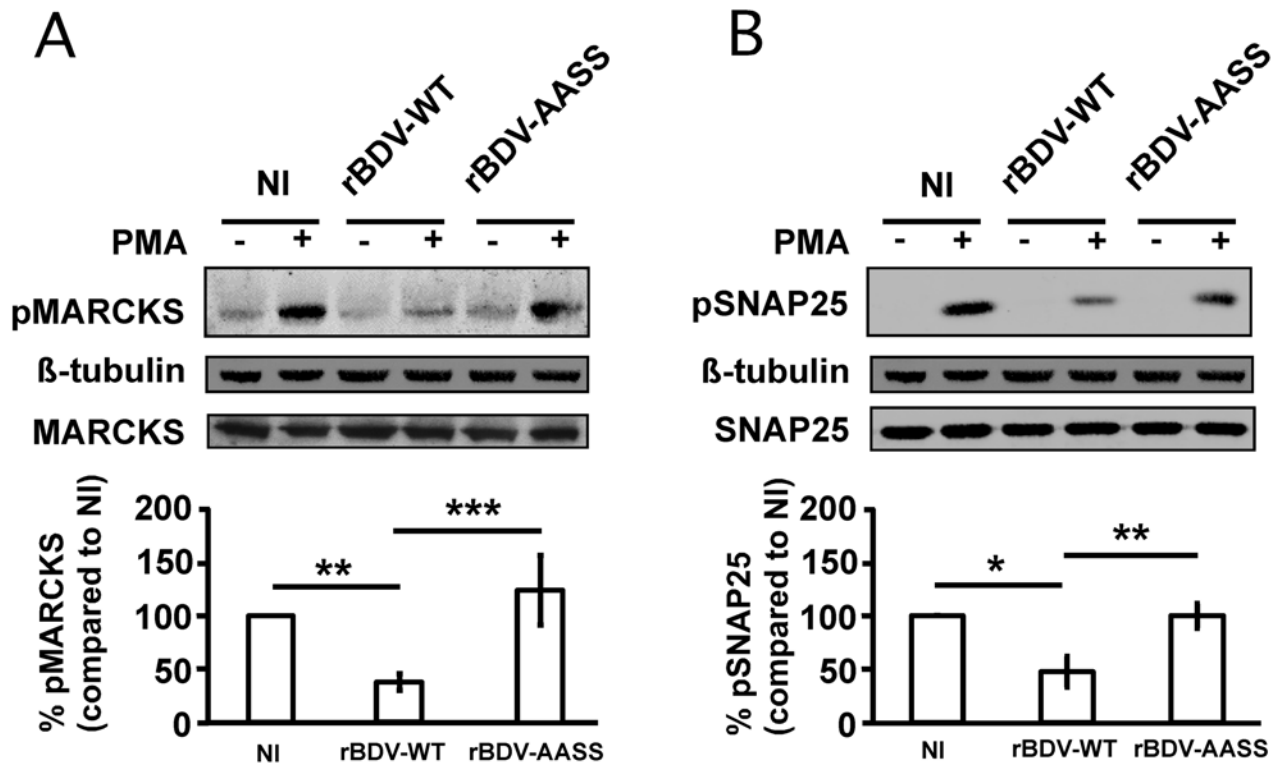 A
NI
rBDV-WT
rBDV-AASS
PMA - + - + - +
pMARCKS
ß-tubulin
MARCKS
% pMARCKS
(compared to NI)
200
150
100
50
0
**
***
NI rBDV-WT rBDV-AASS
B
NI
rBDV-WT
rBDV-AASS
PMA - + - + - +
pSNAP25
ß-tubulin
SNAP25
% pSNAP25
(compared to NI)
200
150
100
50
0
*
**
NI rBDV-WT rBDV-AASS